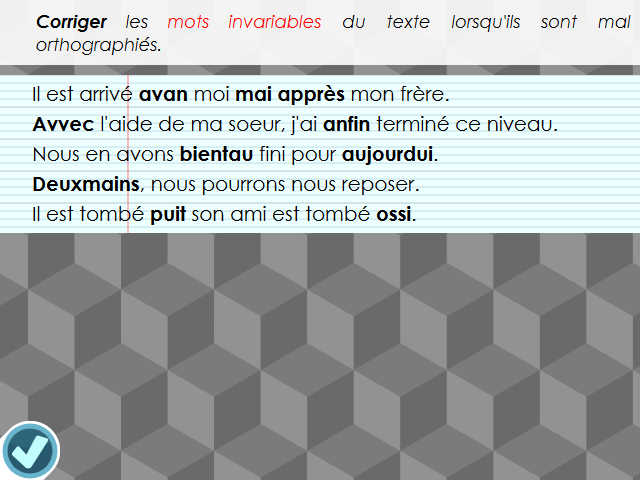 Corriger les mots invariables du texte lorsqu'ils sont mal
orthographiés.
Il est arrivé avan moi mai apprès mon frère.
Avvec l'aide de ma soeur, j'ai anfin terminé ce niveau.
Nous en avons bientau fini pour aujourdui.
Deuxmains, nous pourrons nous reposer.
Il est tombé puit son ami est tombé ossi.